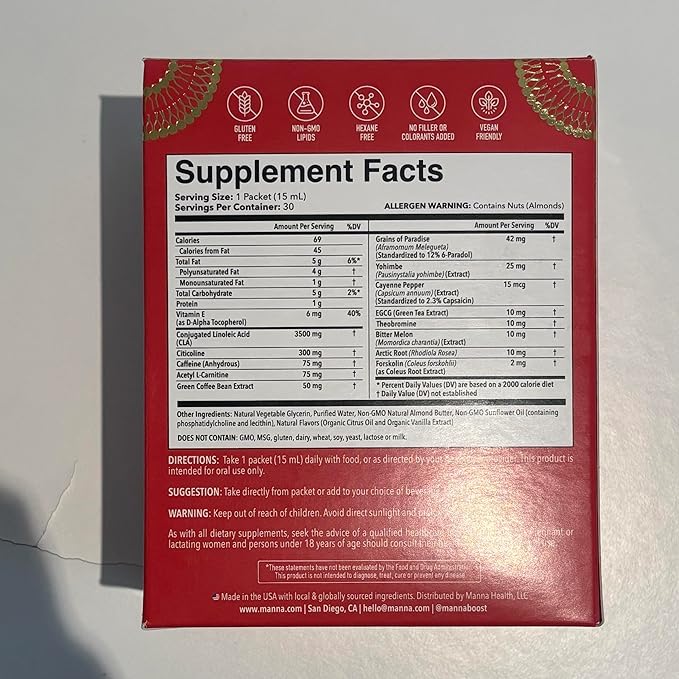 GLUTEN FREE
NON-GMO LIPIDS
HEXANE FREE
NO FILLER OR COLORANTS ADDED
VEGAN FRIENDLY
Supplement Facts
Serving Size: 1 Packet (15 mL)
Servings Per Container: 30
ALLERGEN WARNING: Contains Nuts (Almonds)
Amount Per Serving %DV
Calories 69
Calories from Fat 45
Total Fat 5 g 6%*
Polyunsaturated Fat 4 g †
Monounsaturated Fat 1 g †
Total Carbohydrate 5 g 2%*
Protein 1 g
Vitamin E 6 mg 40%
(as D-Alpha Tocopherol)
Conjugated Linoleic Acid 3500 mg †
(CLA)
Citicoline 300 mg †
Caffeine (Anhydrous) 75 mg †
Acetyl L-Carnitine 75 mg †
Green Coffee Bean Extract 50 mg †
Amount Per Serving %DV
Grains of Paradise 42 mg †
(Aframomum Melegueta)
(Standardized to 12% 6-Paradol)
Yohimbe 25 mg †
(Pausinystalia yohimbe) (Extract)
Cayenne Pepper 15 mcg †
(Capsicum annuum) (Extract)
(Standardized to 2.3% Capsaicin)
EGCG (Green Tea Extract) 10 mg †
Theobromine 10 mg †
Bitter Melon 10 mg †
(Momordica charantia) (Extract)
Arctic Root (Rhodiola Rosea) 10 mg †
Forskolin (Coleus forskohlii) 2 mg †
(as Coleus Root Extract)
* Percent Daily Values (DV) are based on a 2000 calorie diet
† Daily Value (DV) not established
Other Ingredients: Natural Vegetable Glycerin, Purified Water, Non-GMO Natural Almond Butter, Non-GMO Sunflower Oil (containing
phosphatidylcholine and lecithin), Natural Flavors (Organic Citrus Oil and Organic Vanilla Extract)
DOES NOT CONTAIN: GMO, MSG, gluten, dairy, wheat, soy, yeast, lactose or milk.
DIRECTIONS: Take 1 packet (15 mL) daily with food, or as directed by your This product is
intended for oral use only.
SUGGESTION: Take directly from packet or add to your choice of
WARNING: Keep out of reach of children. Avoid direct sunlight and
As with all dietary supplements, seek the advice of a qualified or
lactating women and persons under 18 years of age should consult their use.
*These statements have not been evaluated by the Food and Drug
This product is not intended to diagnose, treat, cure or prevent any disease
Made in the USA with local & globally sourced ingredients. Distributed by Manna Health, LLC
www.manna.com | San Diego, CA | hello@manna.com | @mannaboost